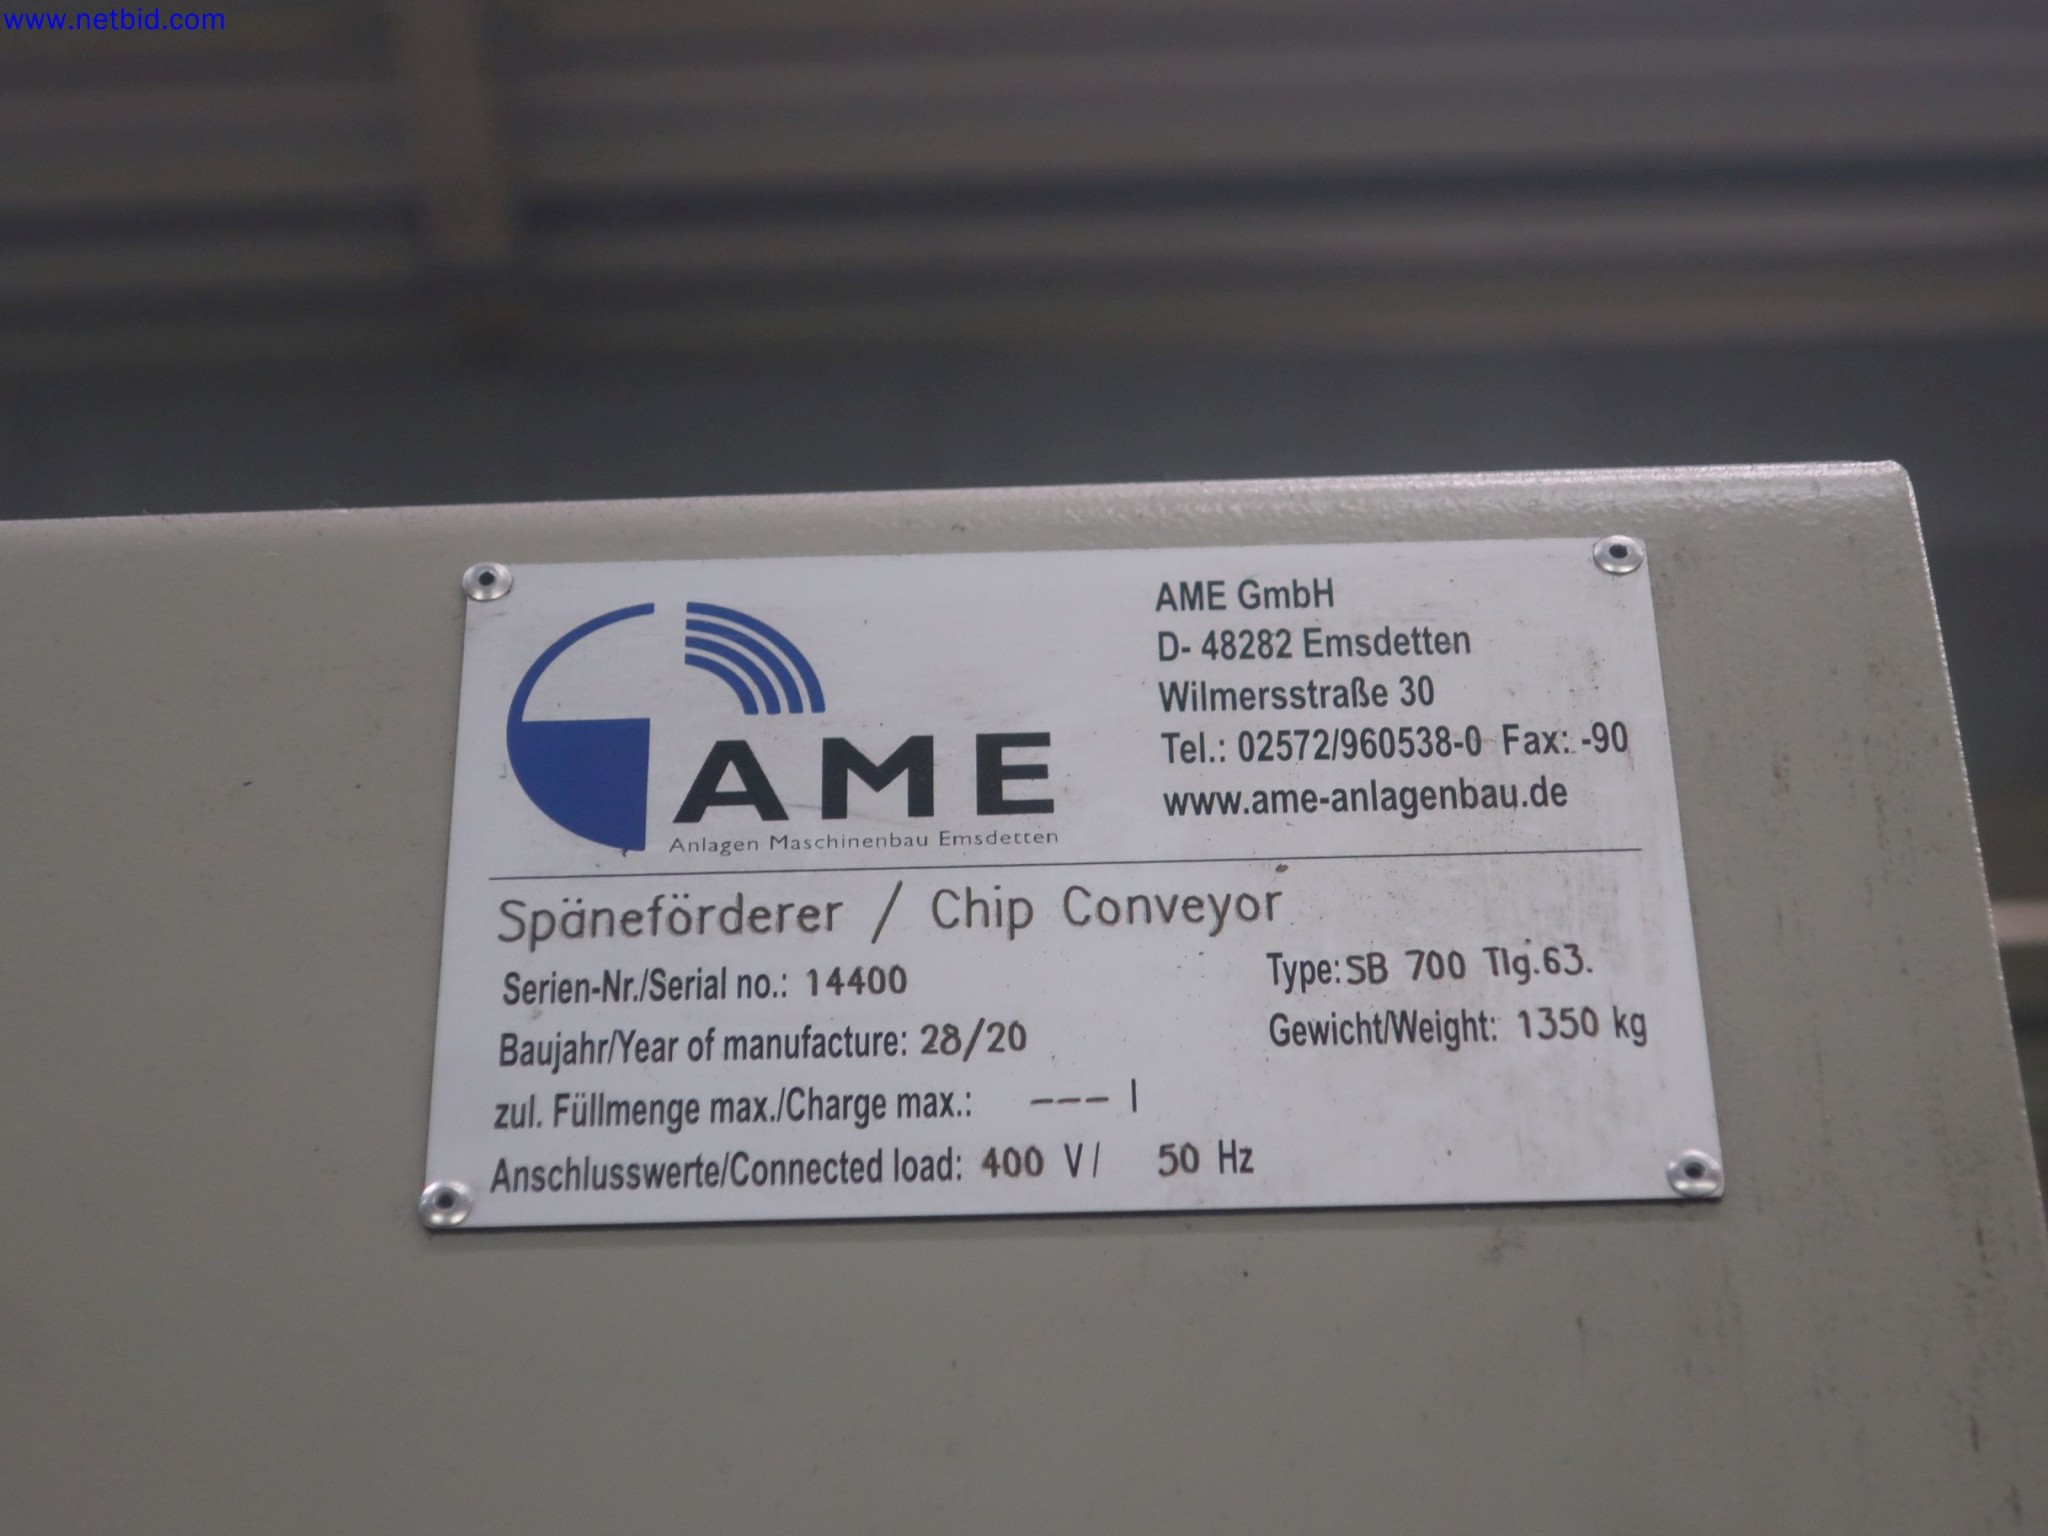 www.netbid.com
AME
Anlagen Maschinenbau Emsdetten
AME GmbH
D- 48282 Emsdetten
Wilmersstraße 30
Tel.: 02572/960538-0 Fax: -90
www.ame-anlagenbau.de
Späneförderer / Chip Conveyor
Serien-Nr./Serial no.: 14400
Type: SB 700 Tlg.63.
Baujahr/Year of manufacture: 28/20
Gewicht/Weight: 1350 kg
zul. Füllmenge max./Charge max.: --- l
Anschlusswerte/Connected load: 400 V/ 50 Hz